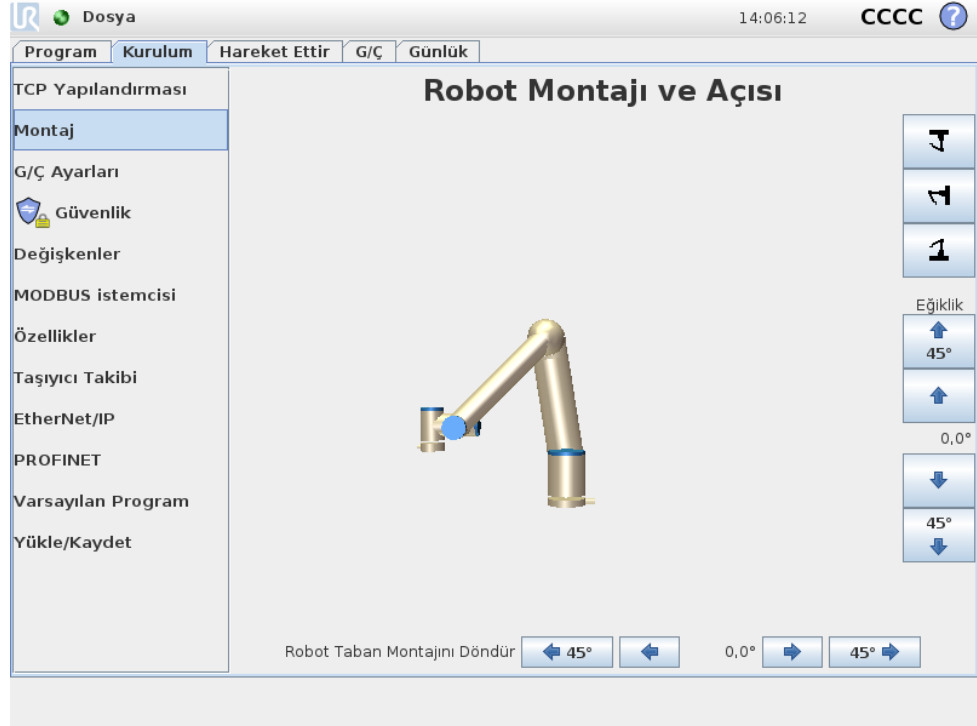 UR Dosya 14:06:12 CCCC ?
Program Kurulum Hareket Ettir G/Ç Günlük
TCP Yapılandırması
Robot Montajı ve Açısı
Montaj
G/Ç Ayarları
Güvenlik
Değişkenler
MODBUS istemcisi
Özellikler
Taşıyıcı Takibi
EtherNet/IP
PROFINET
Varsayılan Program
Yükle/Kaydet
Eğiklik
45°
0,0°
45°
Robot Taban Montajını Döndür 45° 0,0° 45°